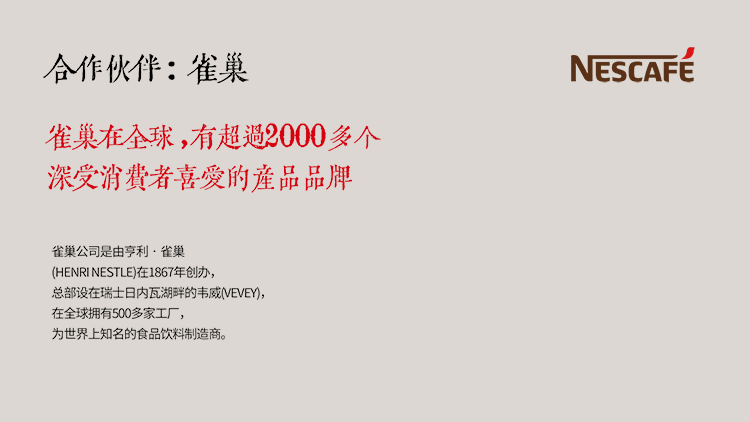 合作伙伴：雀巢
NESCAFÉ
雀巢在全球，有超過2000多个
深受消費者喜愛的産品品牌
雀巢公司是由亨利·雀巢
(HENRI NESTLE)在1867年创办，
总部设在瑞士日内瓦湖畔的韦威(VEVEY)，
在全球拥有500多家工厂，
为世界上知名的食品饮料制造商。